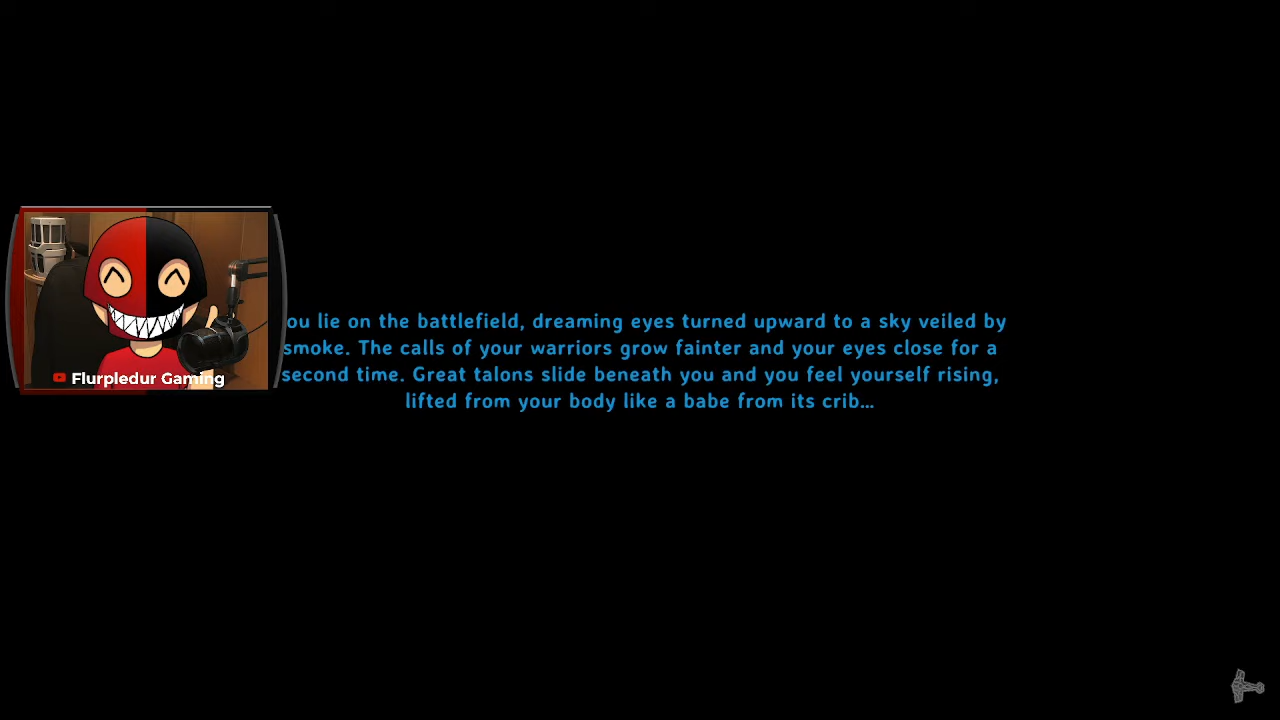 ou lie on the battlefield, dreaming eyes turned upward to a sky veiled by
smoke. The calls of your warriors grow fainter and your eyes close for a
second time. Great talons slide beneath you and you feel yourself rising,
lifted from your body like a babe from its crib...
Flurpledur Gaming